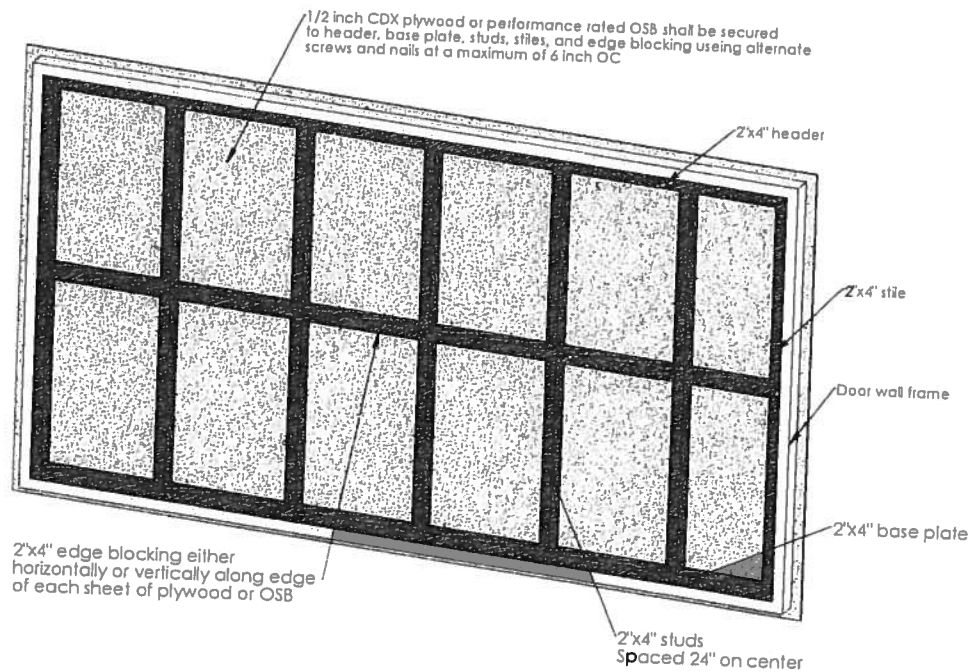 1/2 inch CDX plywood or performance rated OSB shall be secured
to header, base plate, studs, stiles, and edge blocking useing alternate
screws and nails at a maximum of 6 inch OC
2'x4" header
2'x4" stile
Door wall frame
2"x4" base plate
2"x4" edge blocking either
horizontally or vertically along edge
of each sheet of plywood or OSB
2"x4" studs
Spaced 24" on center